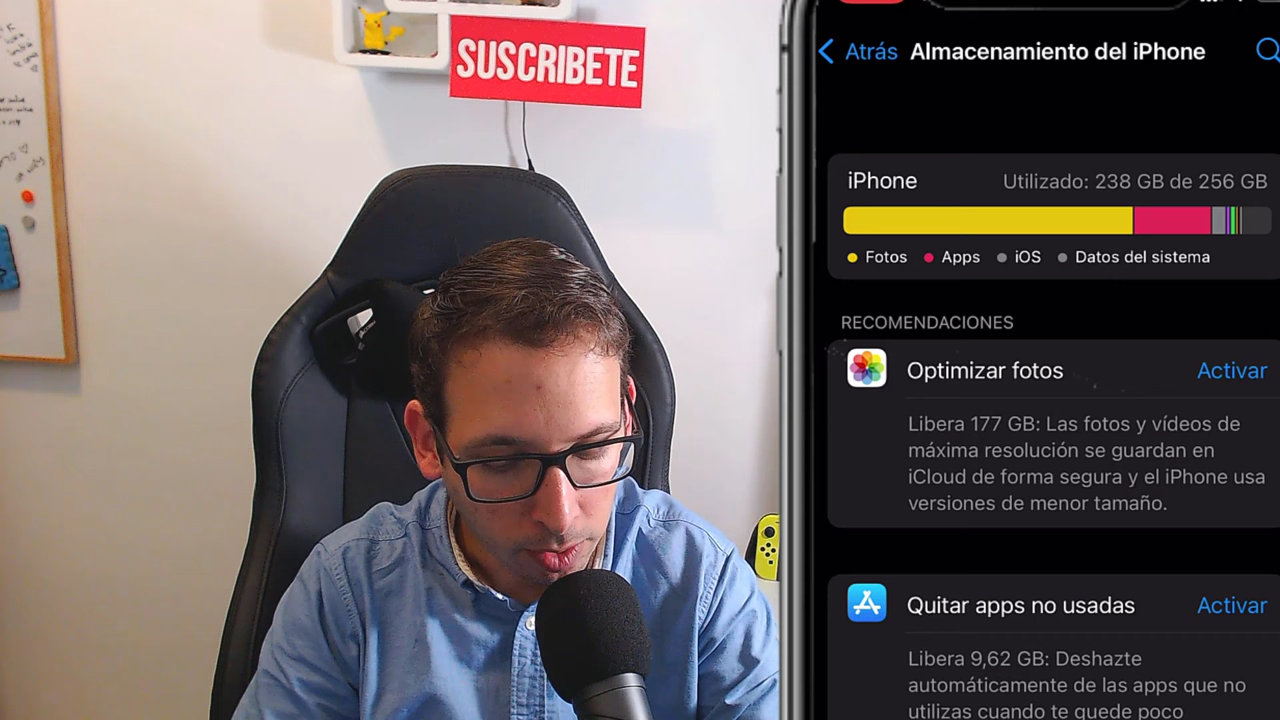 SUSCRIBETE
Atrás Almacenamiento del iPhone
iPhone Utilizado: 238 GB de 256 GB
Fotos Apps iOS Datos del sistema
RECOMENDACIONES
Optimizar fotos Activar
Libera 177 GB: Las fotos y vídeos de
máxima resolución se guardan en
iCloud de forma segura y el iPhone usa
versiones de menor tamaño.
Quitar apps no usadas Activar
Libera 9,62 GB: Deshazte
automáticamente de las apps que no
utilizas cuando te quede poco